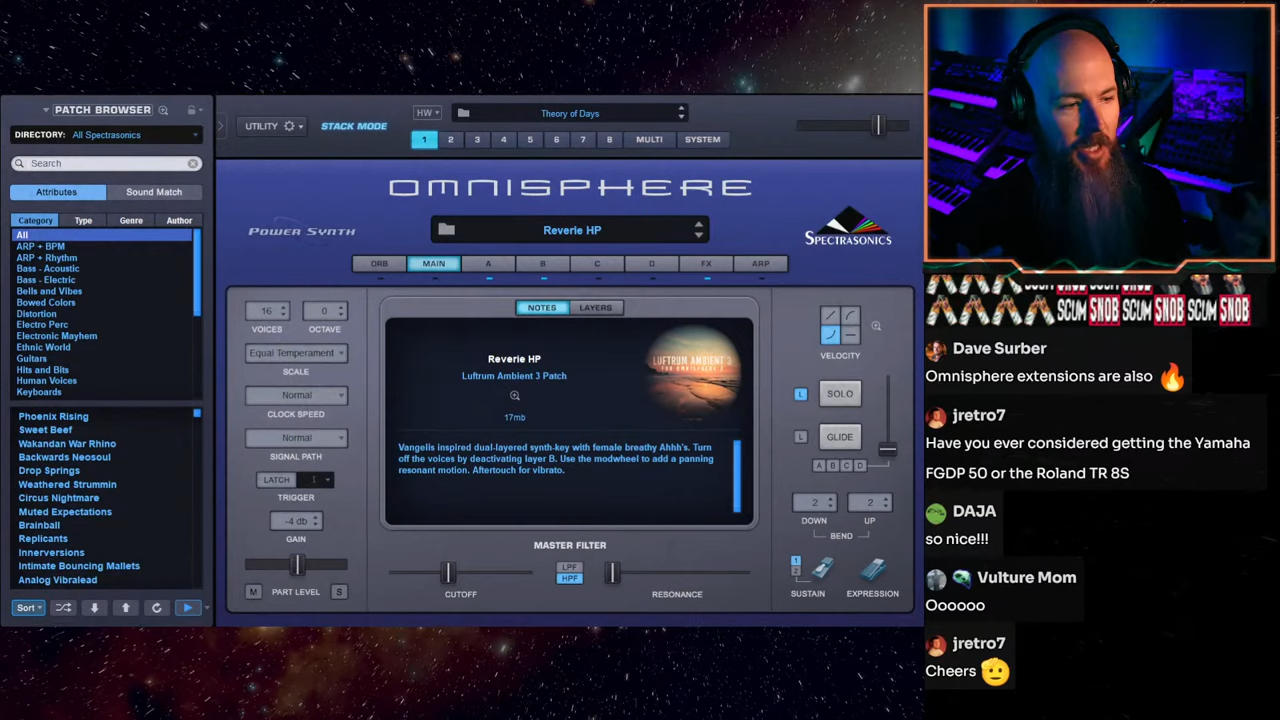 PATCH BROWSER
DIRECTORY: All Spectrasonics
Search
Attributes Sound Match
Category Type Genre Author
All
ARP + BPM
ARP + Rhythm
Bass - Acoustic
Bass - Electric
Bells and Vibes
Bowed Colors
Distortion
Electro Perc
Electronic Mayhem
Ethnic World
Guitars
Hits and Bits
Human Voices
Keyboards
Phoenix Rising
Sweet Beef
Wakandan War Rhino
Backwards Neosoul
Drop Springs
Weathered Strummin
Circus Nightmare
Muted Expectations
Brainball
Replicants
Innerversions
Intimate Bouncing Mallets
Analog Vibralead
Sort
UTILITY STACK MODE
HW Theory of Days
1 2 3 4 5 6 7 8 MULTI SYSTEM
OMNISPHERE
POWER SYNTH
Reverie HP
SPECTRASONICS
ORB MAIN A B C D FX ARP
16 0
VOICES OCTAVE
Equal Temperament
SCALE
Normal
CLOCK SPEED
Normal
SIGNAL PATH
LATCH
TRIGGER
-4 db
GAIN
M PART LEVEL S
NOTES LAYERS
Reverie HP
Luftrum Ambient 3 Patch
17mb
LUFTRUM AMBIENT 3
FOR OMNISPHERE 2
Vangelis inspired dual-layered synth-key with female breathy Ahhh's. Turn
off the voices by deactivating layer B. Use the modwheel to add a panning
resonant motion. Aftertouch for vibrato.
MASTER FILTER
LPF
HPF
CUTOFF RESONANCE
VELOCITY
L SOLO
L GLIDE
A B C D
2 2
DOWN UP
BEND
1
2
SUSTAIN EXPRESSION
SCUM SNOB SCUM SNOB SCUM SNOB
Dave Surber
Omnisphere extensions are also
jretro7
Have you ever considered getting the Yamaha
FGDP 50 or the Roland TR 8S
DAJA
so nice!!!
Vulture Mom
Ooooo
jretro7
Cheers